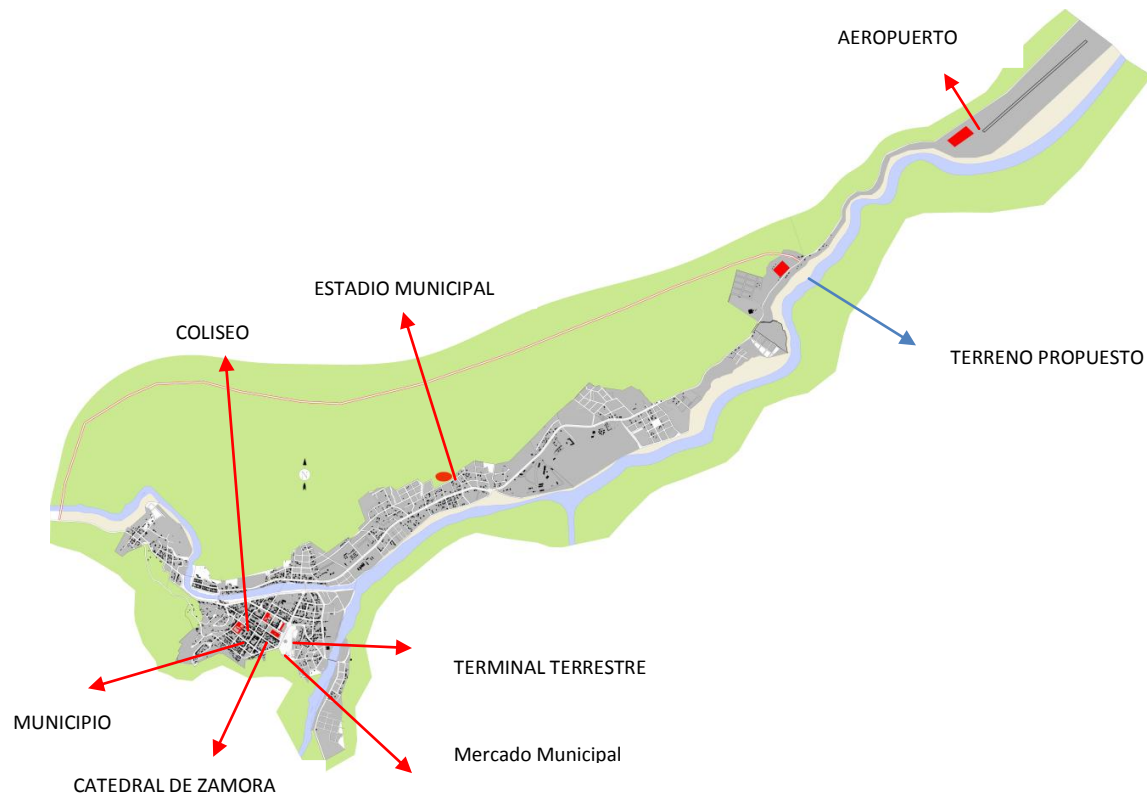 AEROPUERTO
ESTADIO MUNICIPAL
COLISEO
TERRENO PROPUESTO
TERMINAL TERRESTRE
MUNICIPIO
Mercado Municipal
CATEDRAL DE ZAMORA